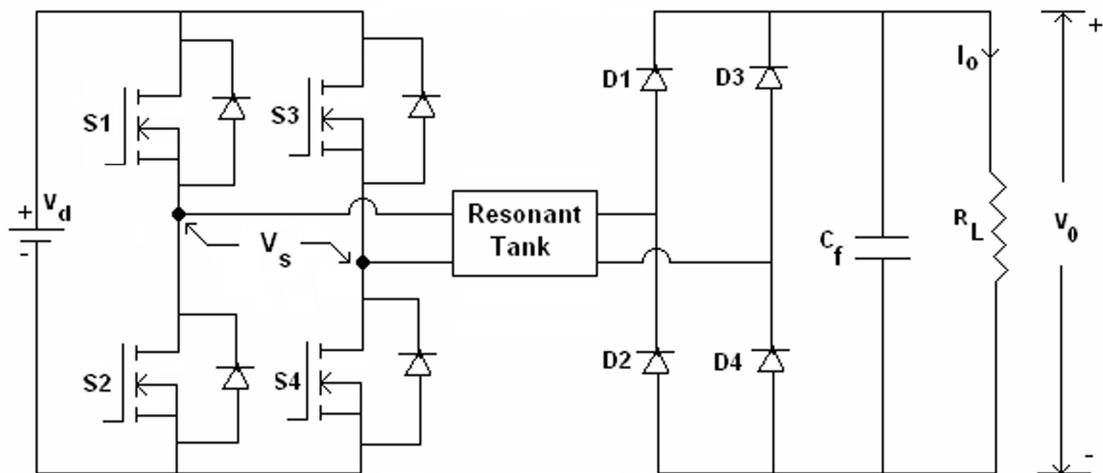 S1
S3
D1
D3
I_o
+
+
V_d
-
V_s
Resonant
Tank
C_f
R_L
V_0
S2
S4
D2
D4
-